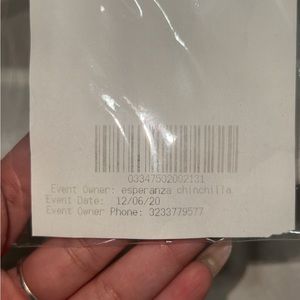 03347502002131
Event Owner: esperanza chinchilla
Event Date: 12/06/20
Event Owner Phone: 3233779577